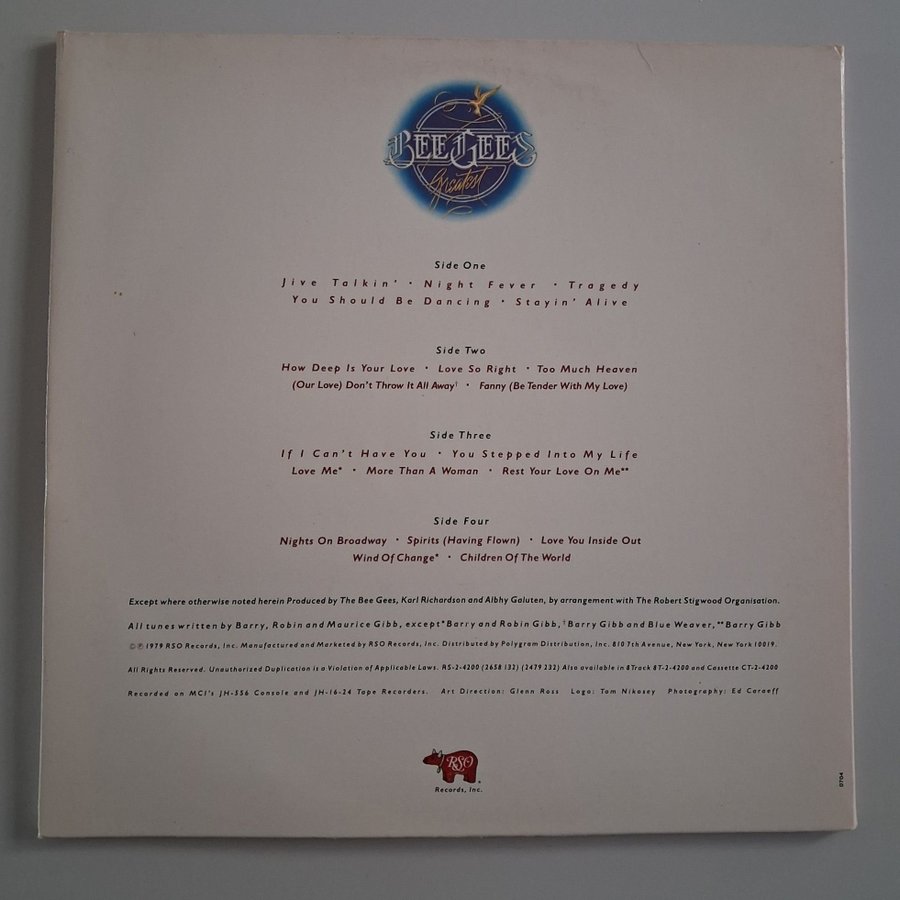 BEE GEES
Greatest
Side One
Jive Talkin' · Night Fever · Tragedy
You Should Be Dancing · Stayin' Alive
Side Two
How Deep Is Your Love · Love So Right · Too Much Heaven
(Our Love) Don't Throw It All Away† · Fanny (Be Tender With My Love)
Side Three
If I Can't Have You · You Stepped Into My Life
Love Me* · More Than A Woman · Rest Your Love On Me**
Side Four
Nights On Broadway · Spirits (Having Flown) · Love You Inside Out
Wind Of Change* · Children Of The World
Except where otherwise noted herein Produced by The Bee Gees, Karl Richardson and Albhy Galuten, by arrangement with The Robert Stigwood Organisation.
All tunes written by Barry, Robin and Maurice Gibb, except *Barry and Robin Gibb, †Barry Gibb and Blue Weaver, **Barry Gibb
©℗ 1979 RSO Records, Inc. Manufactured and Marketed by RSO Records, Inc. Distributed by Polygram Distribution, Inc. 810 7th Avenue, New York, New York 10019.
All Rights Reserved. Unauthorized Duplication is a Violation of Applicable Laws. RS-2-4200 (2658 132) (2479 232) Also available in 8Track 8T-2-4200 and Cassette CT-2-4200
Recorded on MCI's JH-556 Console and JH-16-24 Tape Recorders. Art Direction: Glenn Ross Logo: Tom Nikosey Photography: Ed Caraeff
RSO
Records, Inc.